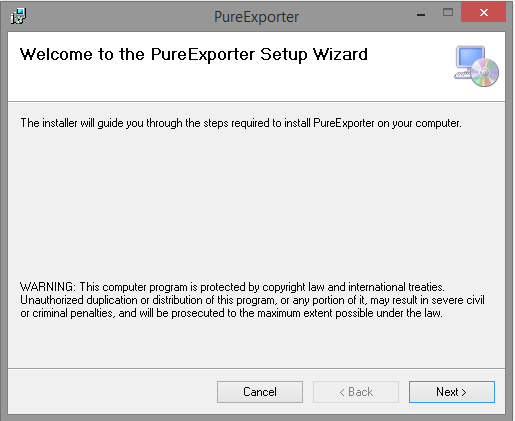 PureExporter
Welcome to the PureExporter Setup Wizard
The installer will guide you through the steps required to install PureExporter on your computer.
WARNING: This computer program is protected by copyright law and international treaties.
Unauthorized duplication or distribution of this program, or any portion of it, may result in severe civil
or criminal penalties, and will be prosecuted to the maximum extent possible under the law.
Cancel
< Back
Next >